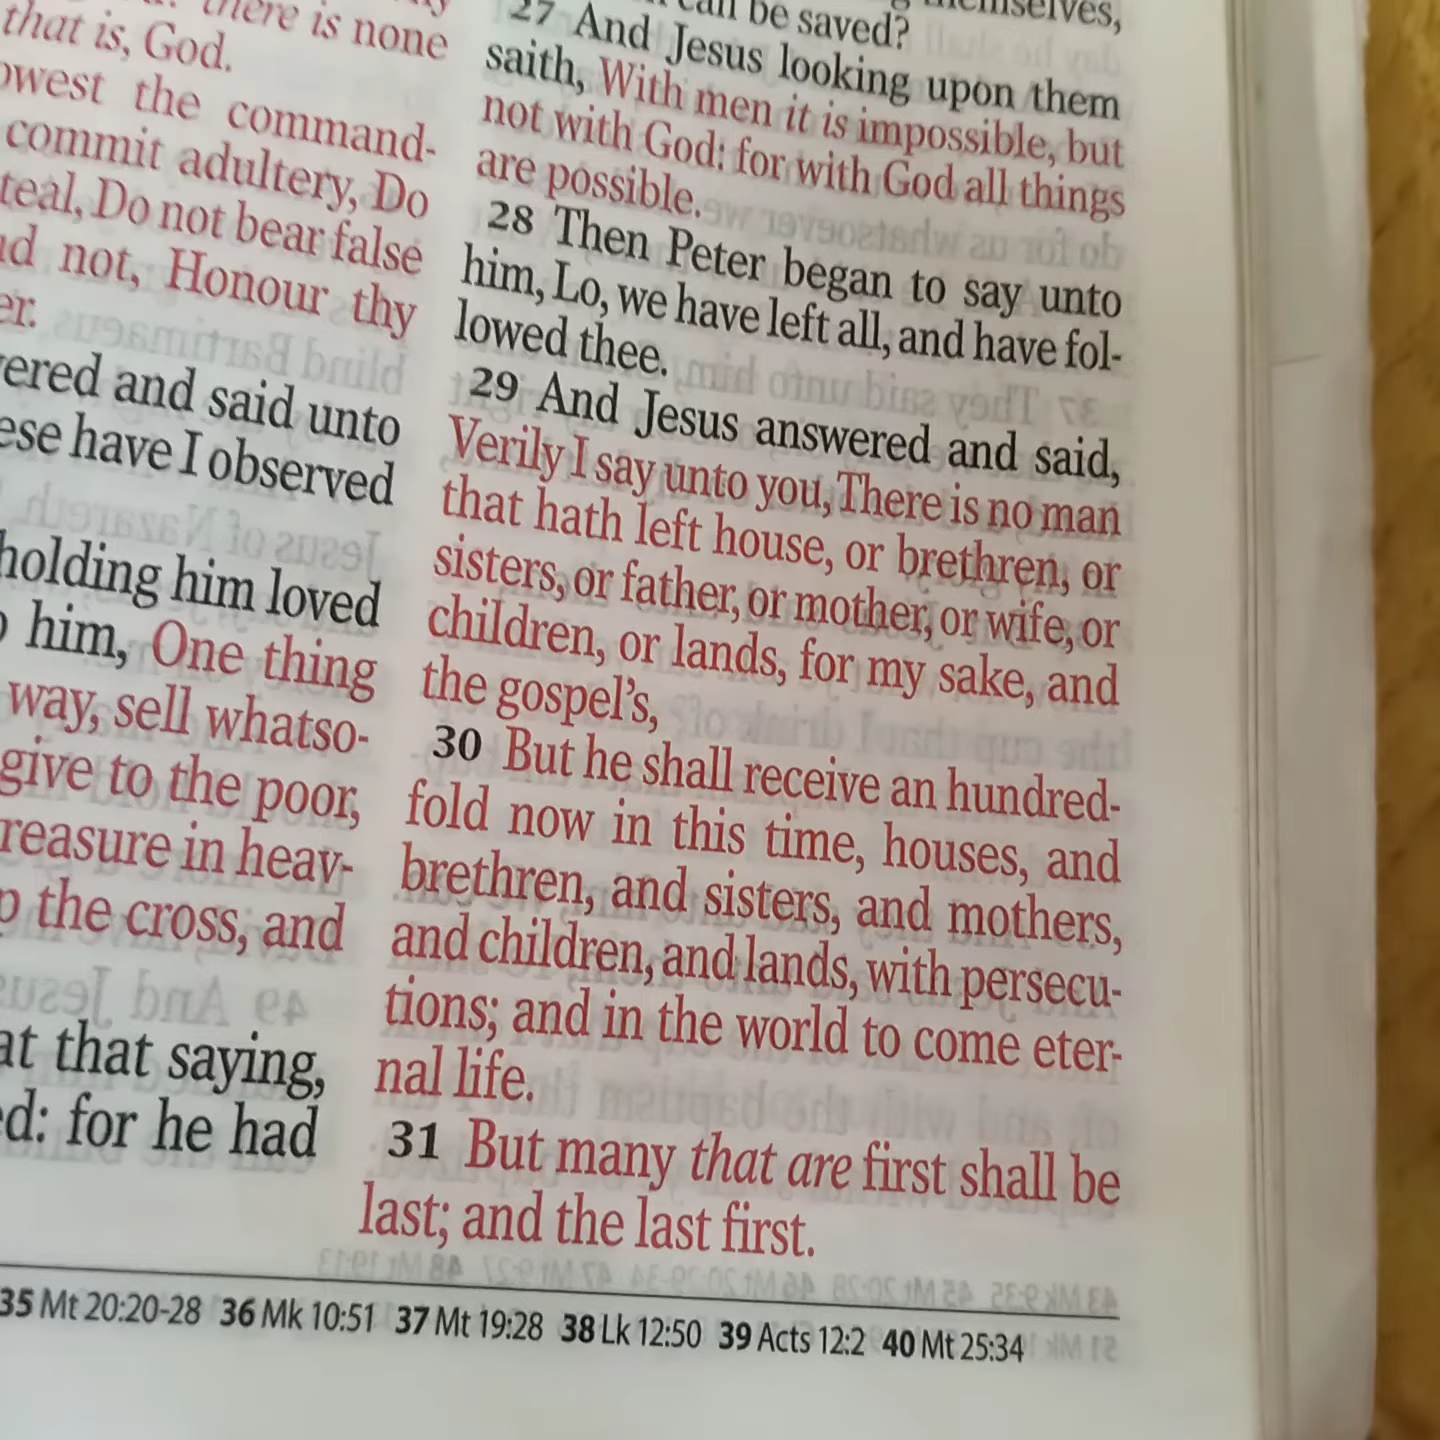 there is none
that is, God.
the command-
commit adultery, Do
Do not bear false
not, Honour thy
and said unto
have I observed
him loved
him, One thing
way, sell whatso-
give to the poor,
in heav-
the cross, and
that saying,
for he had
can be saved?
27 And Jesus looking upon them
saith, With men it is impossible, but
not with God: for with God all things
are possible.
28 Then Peter began to say unto
him, Lo, we have left all, and have fol-
lowed thee.
29 And Jesus answered and said,
Verily I say unto you, There is no man
that hath left house, or brethren, or
sisters, or father, or mother, or wife, or
children, or lands, for my sake, and
the gospel's,
30 But he shall receive an hundred-
fold now in this time, houses, and
brethren, and sisters, and mothers,
and children, and lands, with persecu-
tions; and in the world to come eter-
nal life.
31 But many that are first shall be
last; and the last first.
35 Mt 20:20-28 36 Mk 10:51 37 Mt 19:28 38 Lk 12:50 39 Acts 12:2 40 Mt 25:34